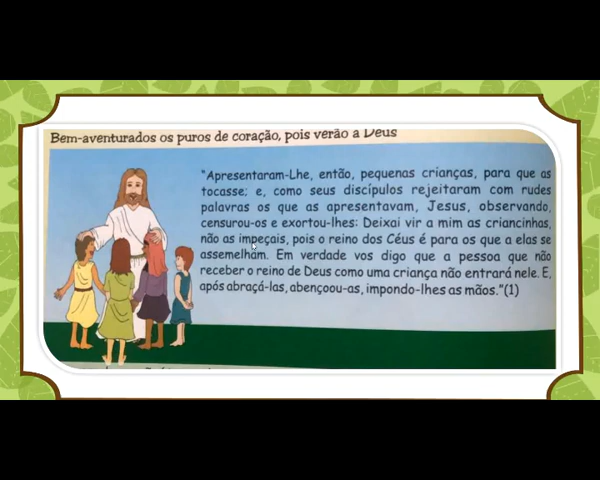 Bem-aventurados os puros de coração, pois verão a Deus
"Apresentaram-Lhe, então, pequenas crianças, para que as
tocasse; e, como seus discípulos rejeitaram com rudes
palavras os que as apresentavam, Jesus, observando,
censurou-os e exortou-lhes: Deixai vir a mim as criancinhas,
não as impeçais, pois o reino dos Céus é para os que a elas se
assemelham. Em verdade vos digo que a pessoa que não
receber o reino de Deus como uma criança não entrará nele. E,
após abraçá-las, abençoou-as, impondo-lhes as mãos."(1)